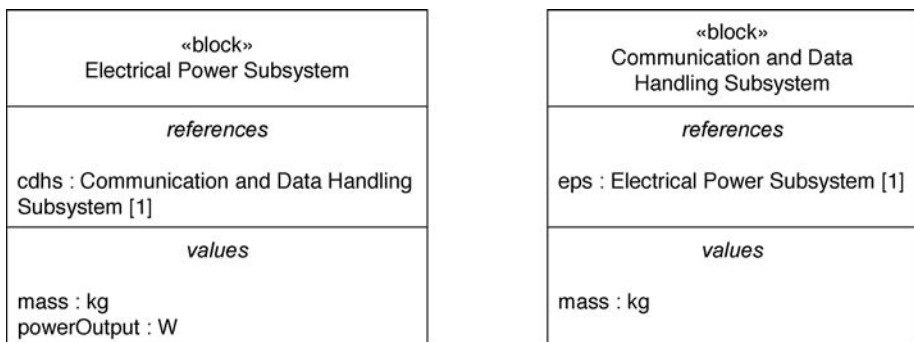 «block»
Electrical Power Subsystem
references
cdhs : Communication and Data Handling
Subsystem [1]
values
mass : kg
powerOutput : W
«block»
Communication and Data
Handling Subsystem
references
eps : Electrical Power Subsystem [1]
values
mass : kg